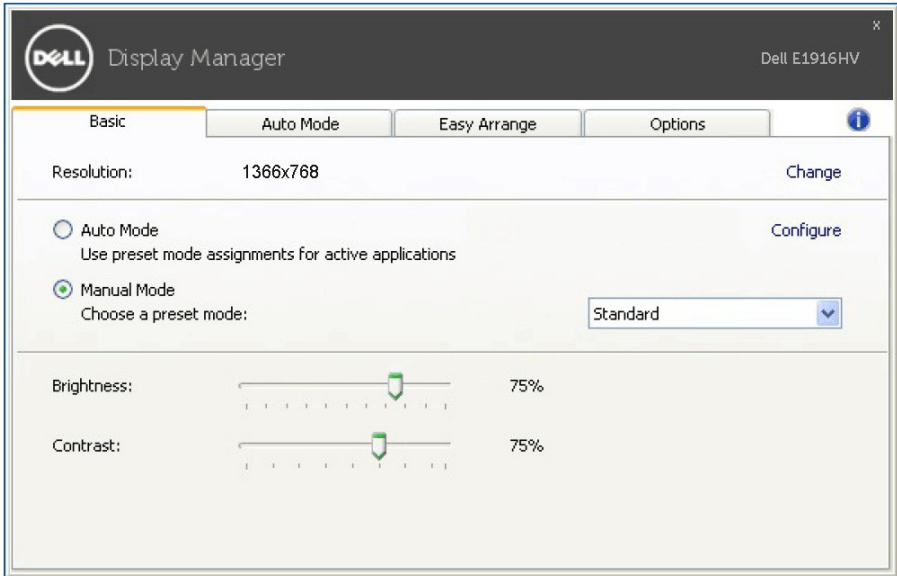 DELL Display Manager
x
Dell E1916HV
Basic Auto Mode Easy Arrange Options i
Resolution: 1366x768 Change
Auto Mode Configure
Use preset mode assignments for active applications
Manual Mode
Choose a preset mode: Standard
Brightness: 75%
Contrast: 75%